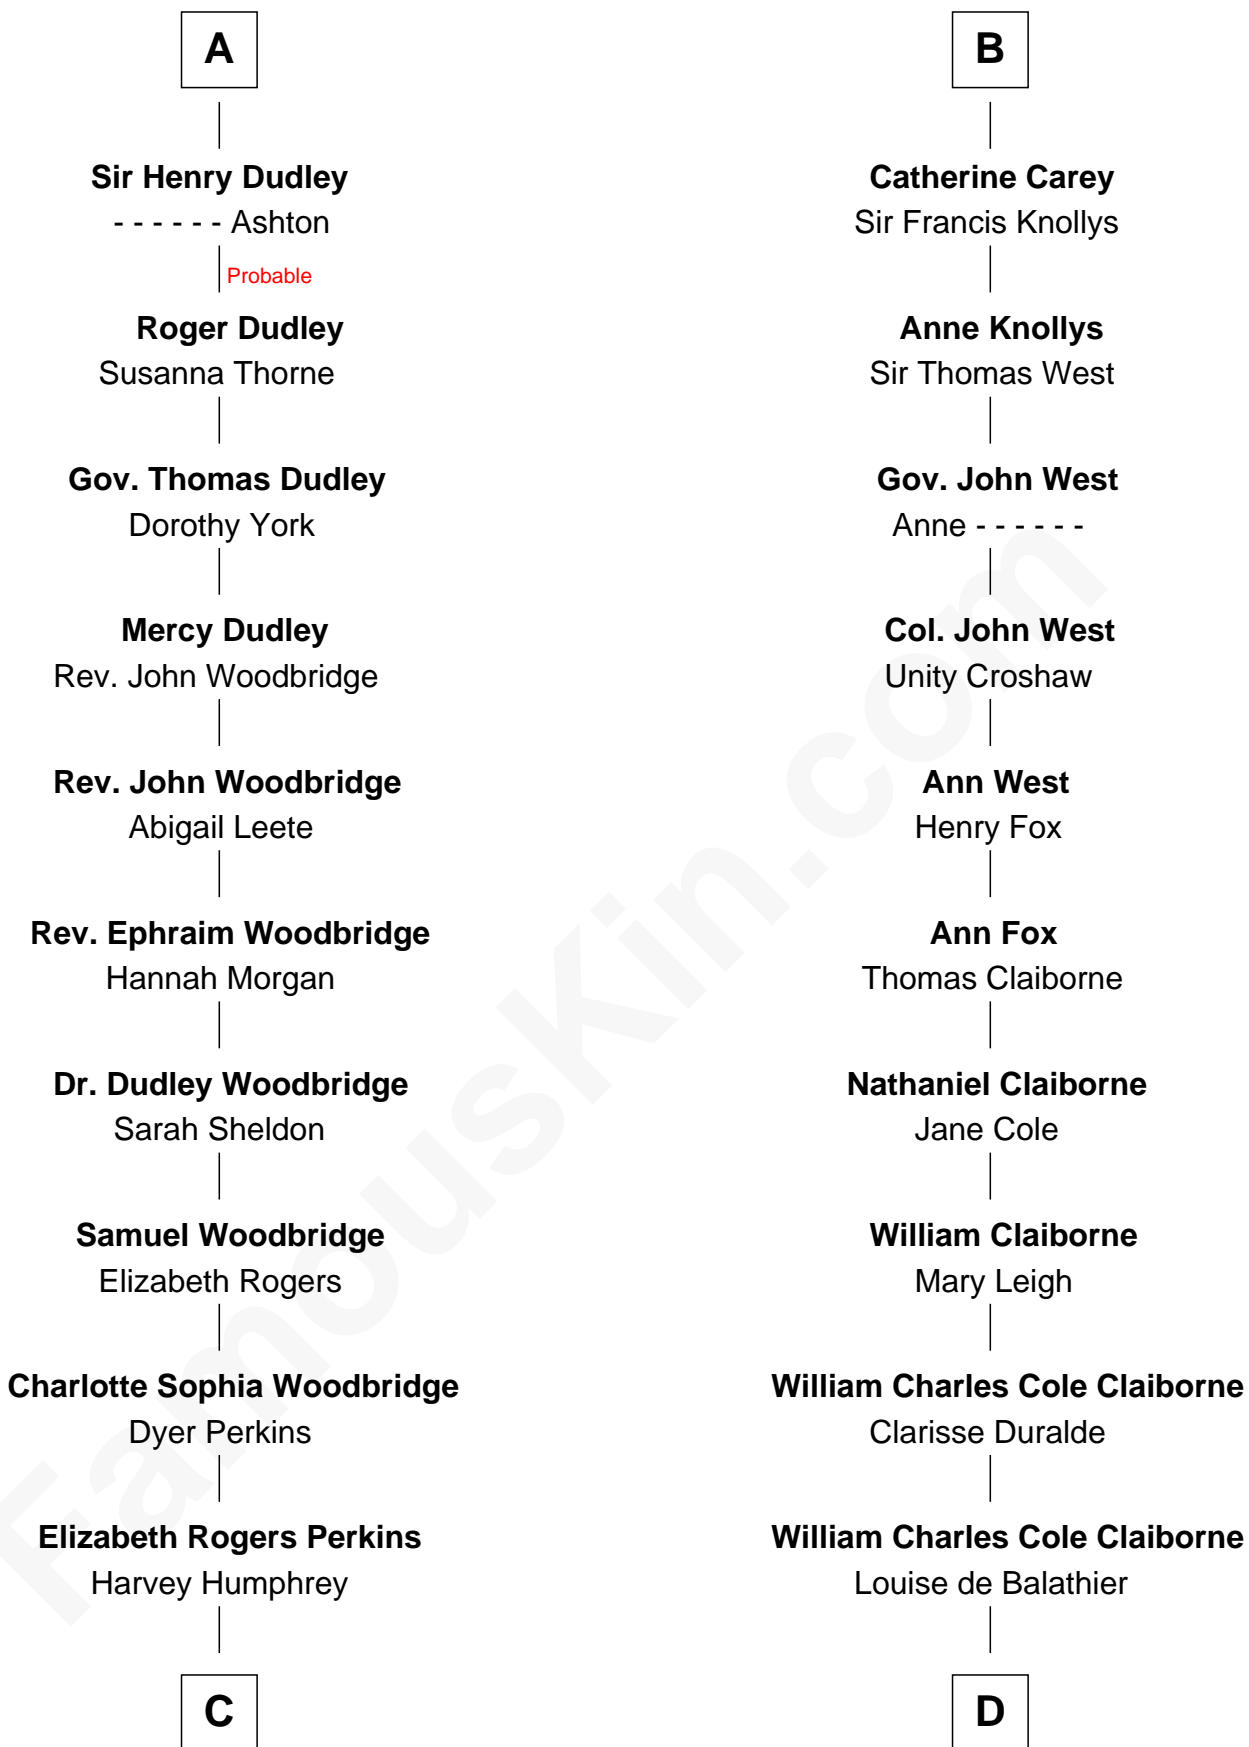 A
Sir Henry Dudley
- - - - - - Ashton
Probable
Roger Dudley
Susanna Thorne
Gov. Thomas Dudley
Dorothy York
Mercy Dudley
Rev. John Woodbridge
Rev. John Woodbridge
Abigail Leete
Rev. Ephraim Woodbridge
Hannah Morgan
Dr. Dudley Woodbridge
Sarah Sheldon
Samuel Woodbridge
Elizabeth Rogers
Charlotte Sophia Woodbridge
Dyer Perkins
Elizabeth Rogers Perkins
Harvey Humphrey
C
B
Catherine Carey
Sir Francis Knollys
Anne Knollys
Sir Thomas West
Gov. John West
Anne - - - - - -
Col. John West
Unity Croshaw
Ann West
Henry Fox
Ann Fox
Thomas Claiborne
Nathaniel Claiborne
Jane Cole
William Claiborne
Mary Leigh
William Charles Cole Claiborne
Clarisse Duralde
William Charles Cole Claiborne
Louise de Balathier
D
FamousKin.com